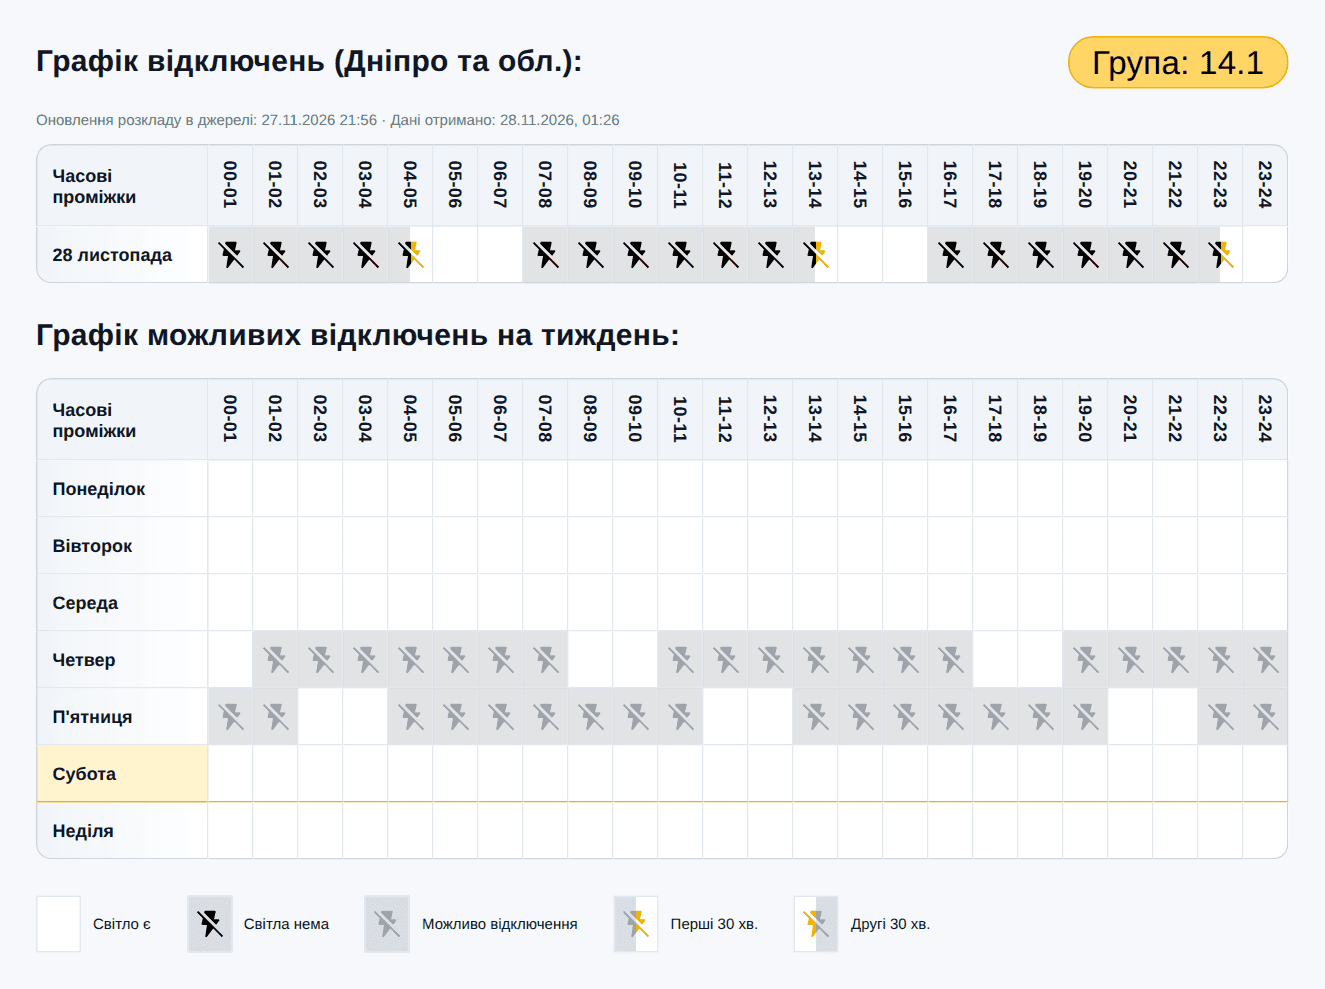 Графік відключень (Дніпро та обл.):
Група: 14.1
Оновлення розкладу в джерелі: 27.11.2026 21:56 · Дані отримано: 28.11.2026, 01:26
Часові проміжки 00-01 01-02 02-03 03-04 04-05 05-06 06-07 07-08 08-09 09-10 10-11 11-12 12-13 13-14 14-15 15-16 16-17 17-18 18-19 19-20 20-21 21-22 22-23 23-24
28 листопада
Графік можливих відключень на тиждень:
Часові проміжки 00-01 01-02 02-03 03-04 04-05 05-06 06-07 07-08 08-09 09-10 10-11 11-12 12-13 13-14 14-15 15-16 16-17 17-18 18-19 19-20 20-21 21-22 22-23 23-24
Понеділок
Вівторок
Середа
Четвер
П'ятниця
Субота
Неділя
Світло є Світла нема Можливо відключення Перші 30 хв. Другі 30 хв.